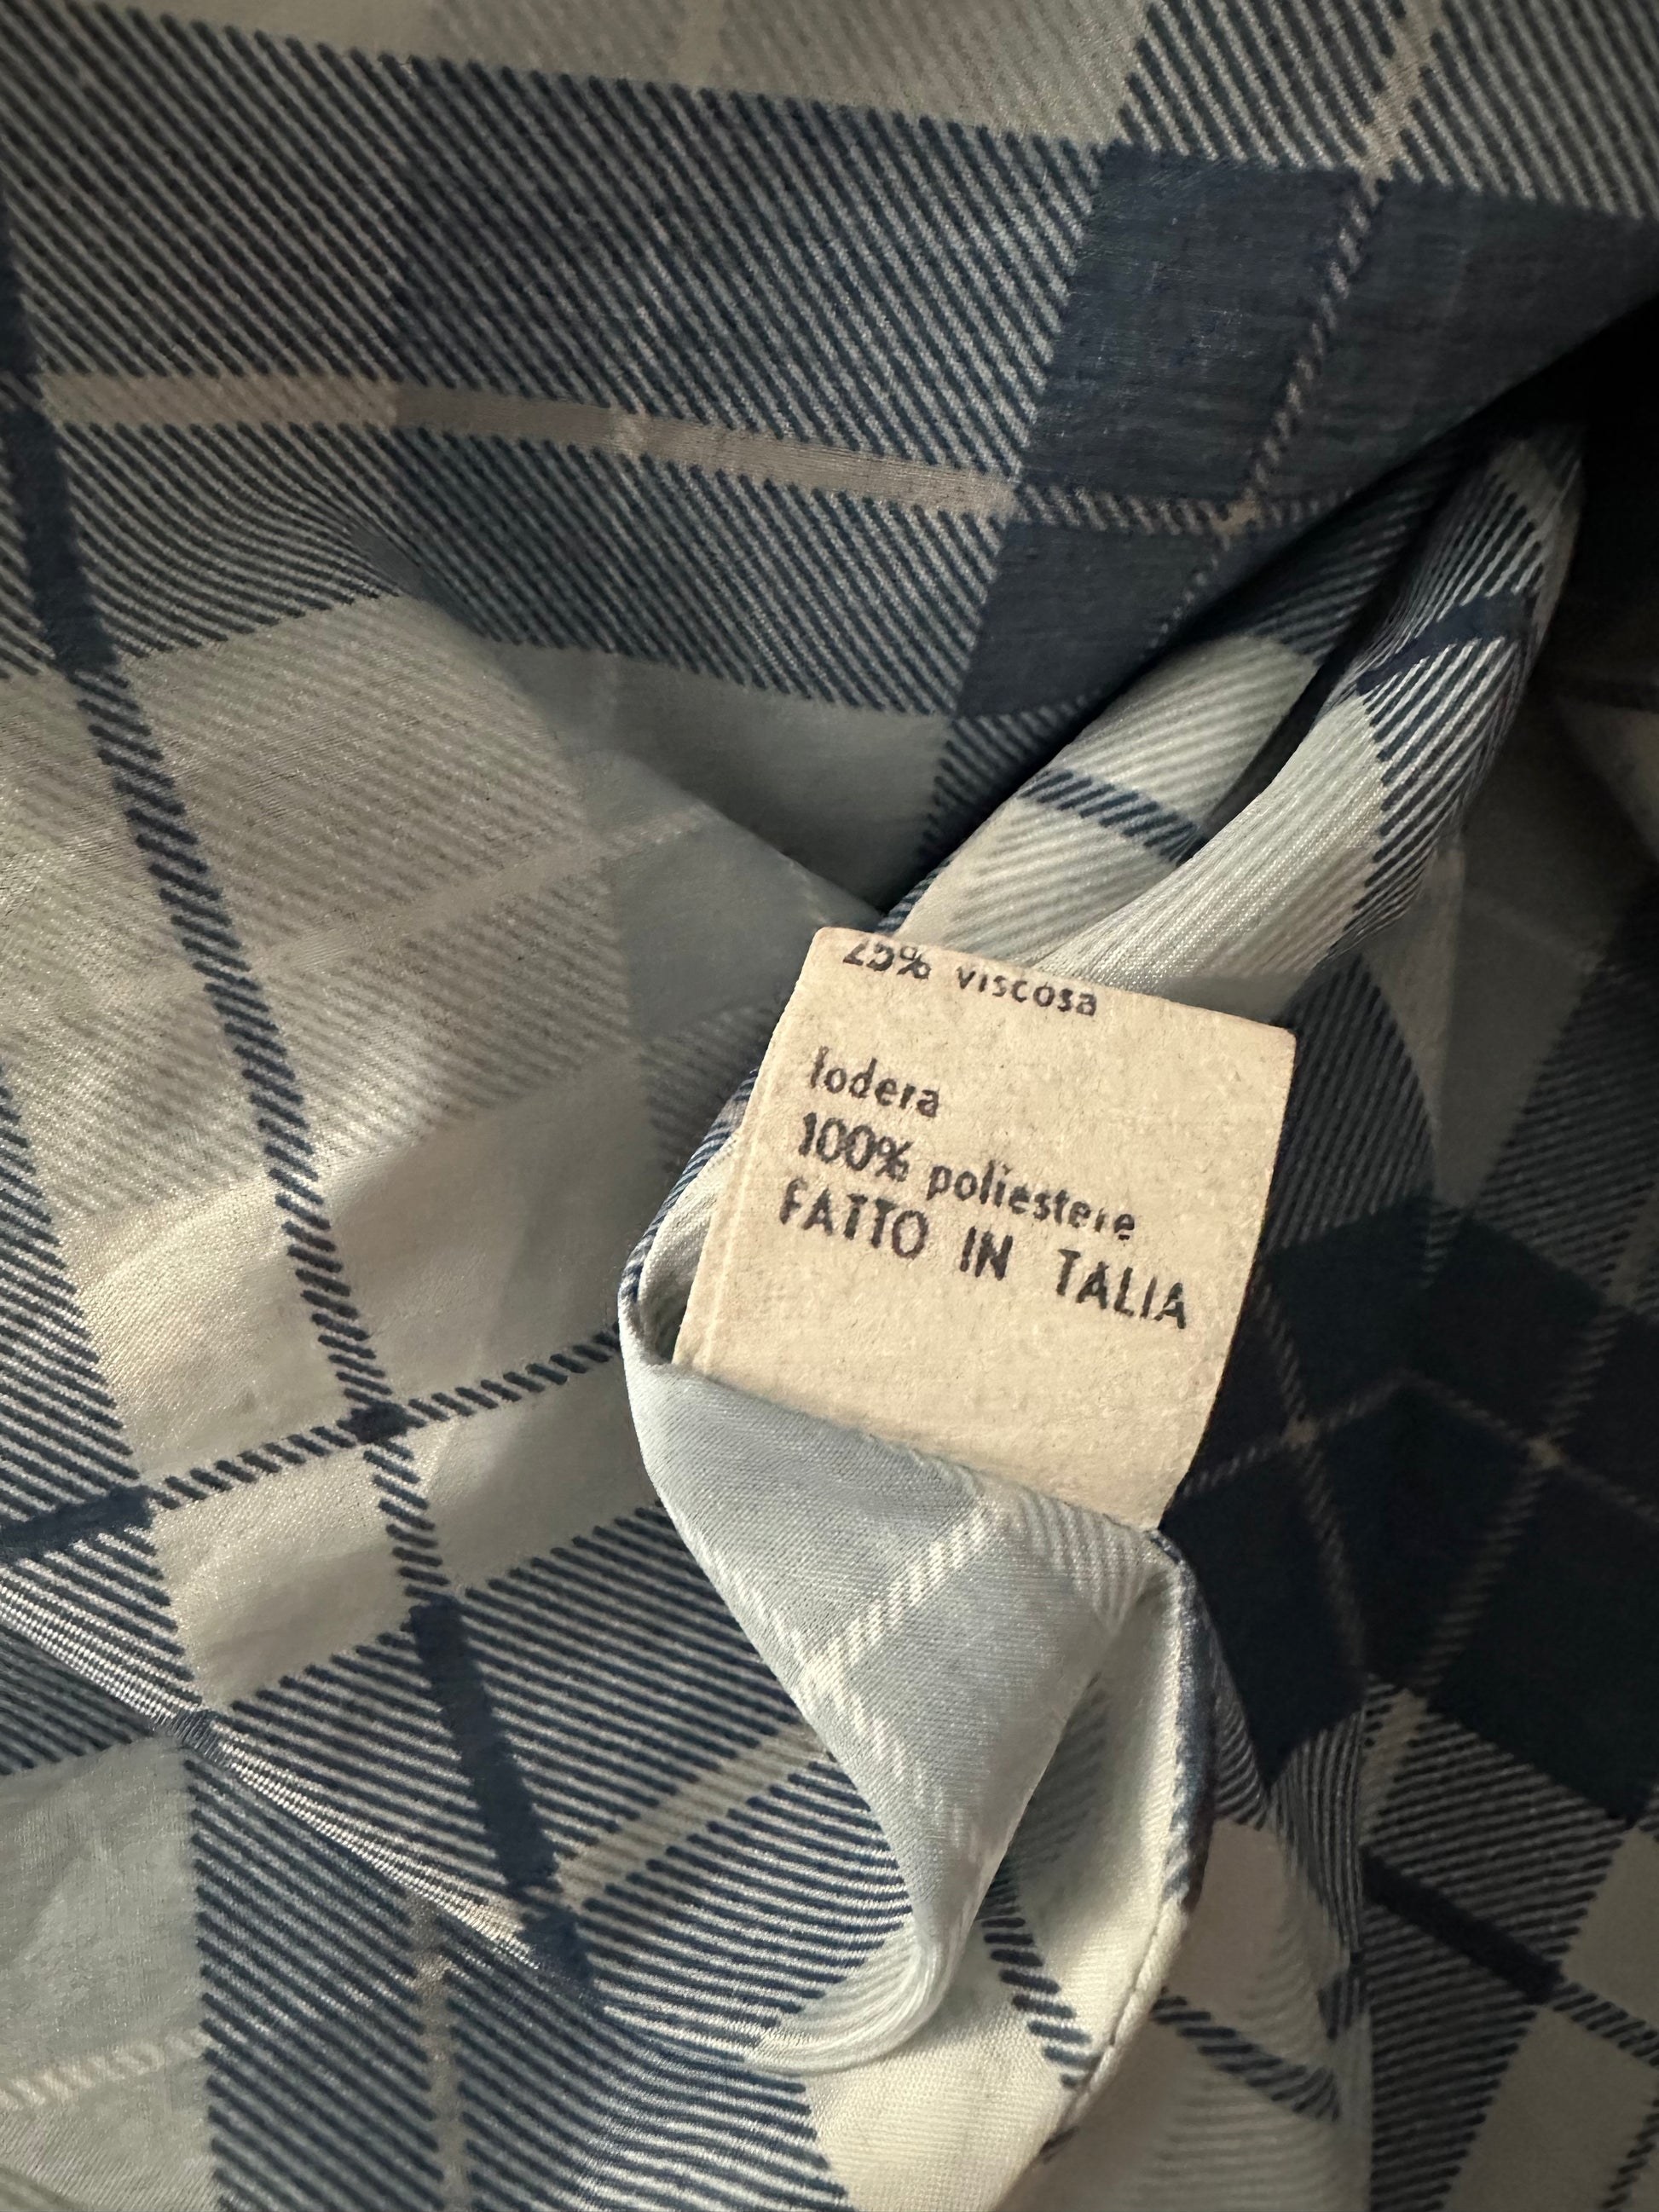 25% viscosa
fodera
100% poliestere
FATTO IN TALIA